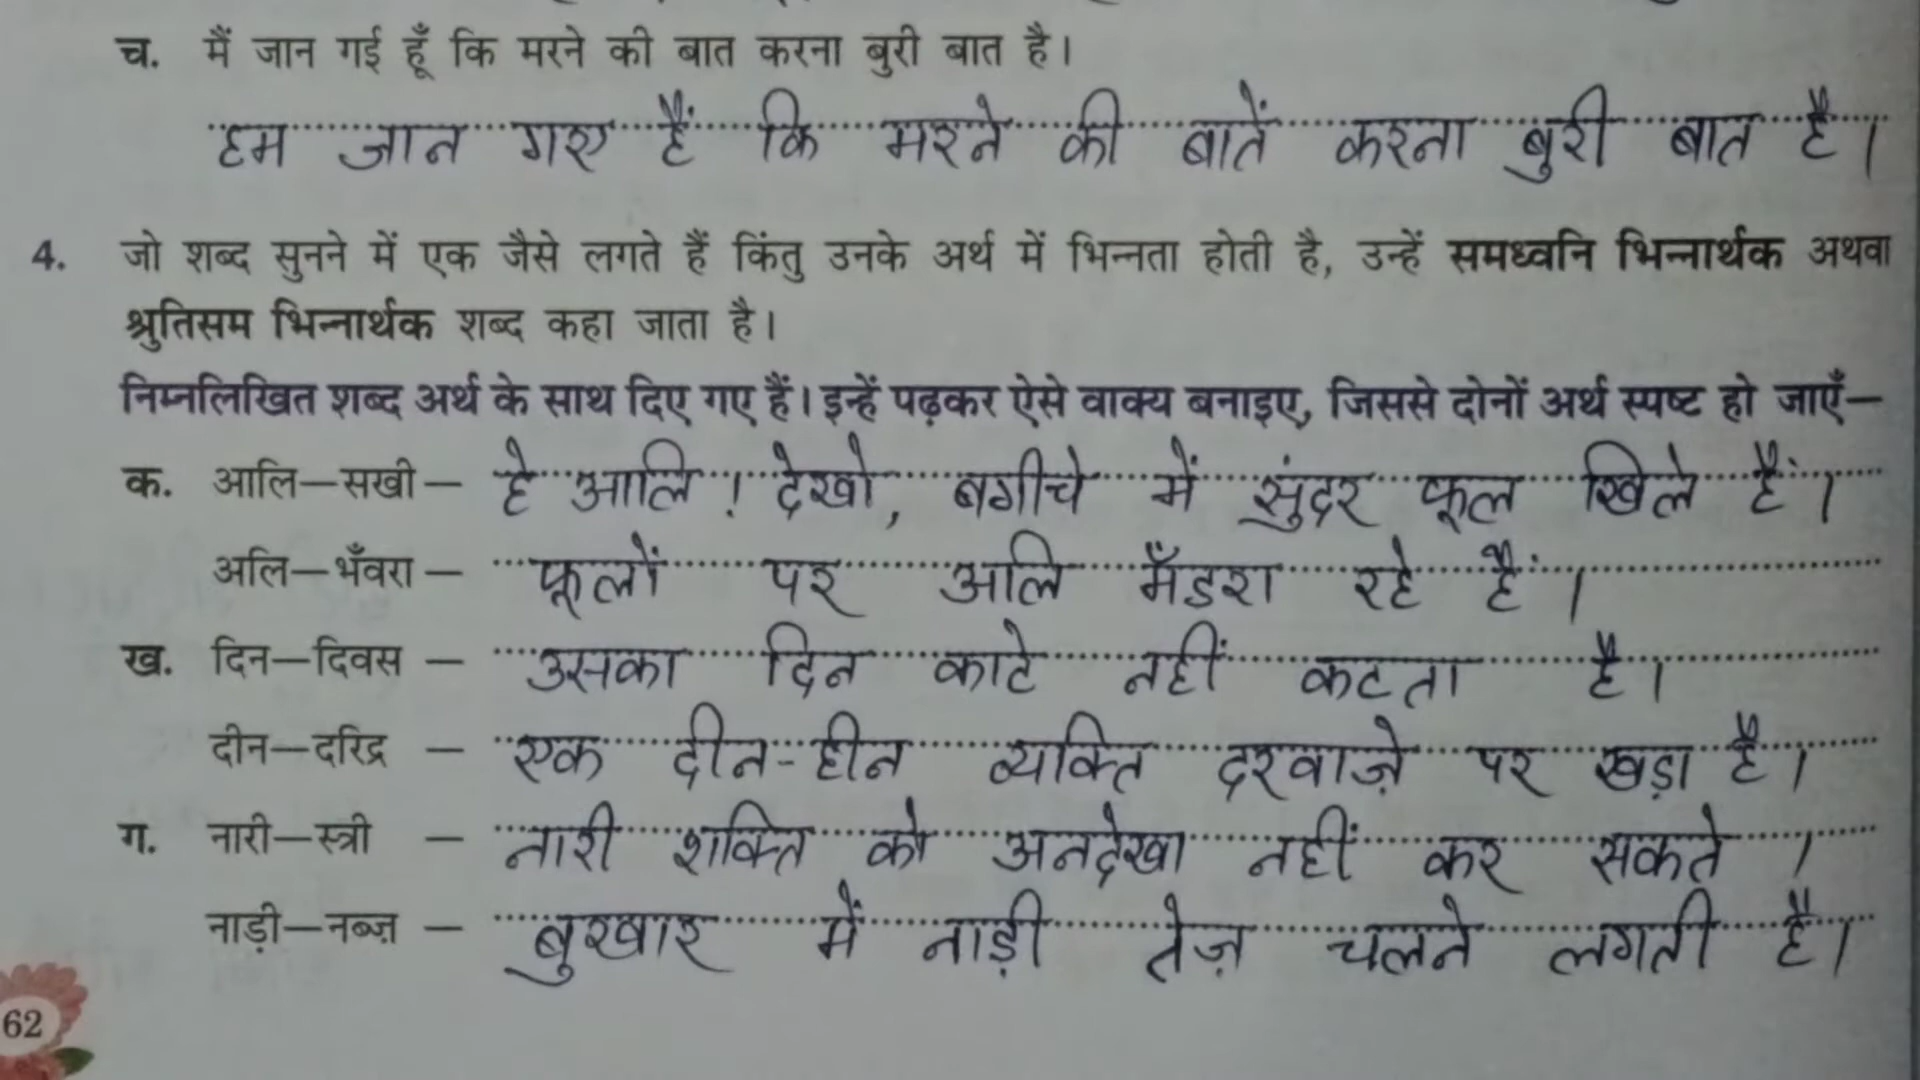 च. मैं जान गई हूँ कि मरने की बात करना बुरी बात है।
हम जान गए हैं कि मरने की बातें करना बुरी बात है।
4. जो शब्द सुनने में एक जैसे लगते हैं किंतु उनके अर्थ में भिन्नता होती है, उन्हें समध्वनि भिन्नार्थक अथवा
श्रुतिसम भिन्नार्थक शब्द कहा जाता है।
निम्नलिखित शब्द अर्थ के साथ दिए गए हैं। इन्हें पढ़कर ऐसे वाक्य बनाइए, जिससे दोनों अर्थ स्पष्ट हो जाएँ—
क. आलि—सखी — हे आलि! देखो, बगीचे में सुंदर फूल खिले हैं।
अलि—भँवरा — फूलों पर अलि मँडरा रहे हैं।
ख. दिन—दिवस — उसका दिन काटे नहीं कटता है।
दीन—दरिद्र — एक दीन-हीन व्यक्ति दरवाज़े पर खड़ा है।
ग. नारी—स्त्री — नारी शक्ति को अनदेखा नहीं कर सकते।
नाड़ी—नब्ज़ — बुखार में नाड़ी तेज़ चलने लगती है।
62